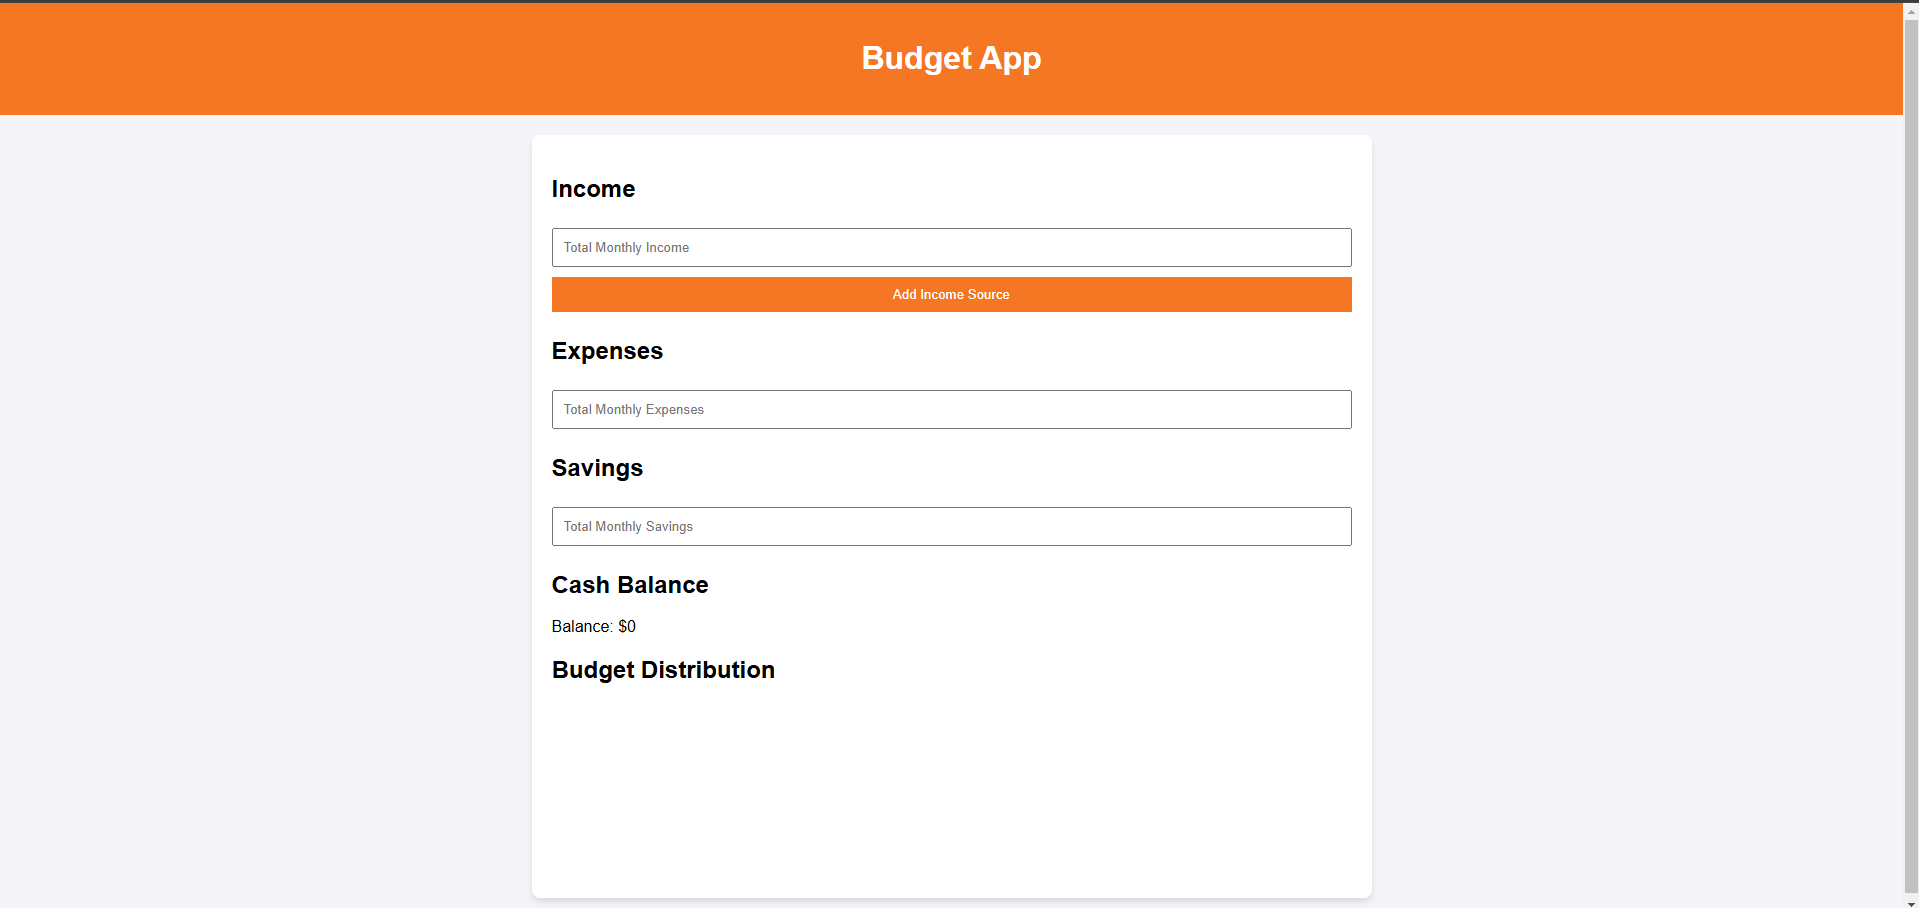 Budget App
Income
Total Monthly Income
Add Income Source
Expenses
Total Monthly Expenses
Savings
Total Monthly Savings
Cash Balance
Balance: $0
Budget Distribution